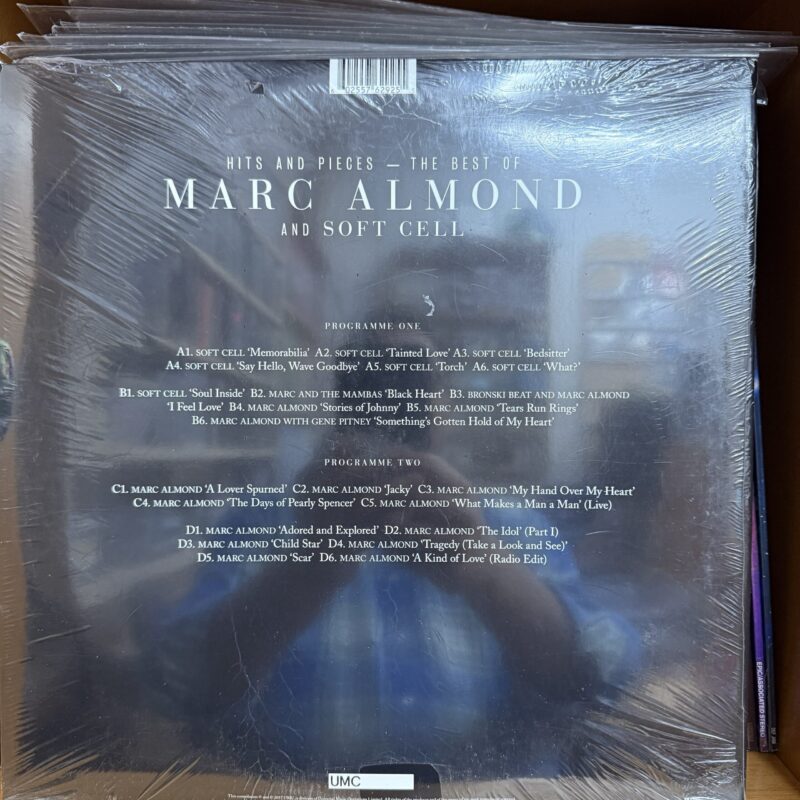 HITS AND PIECES — THE BEST OF
MARC ALMOND
AND SOFT CELL
PROGRAMME ONE
A1. SOFT CELL ‘Memorabilia’ A2. SOFT CELL ‘Tainted Love’ A3. SOFT CELL ‘Bedsitter’
A4. SOFT CELL ‘Say Hello, Wave Goodbye’ A5. SOFT CELL ‘Torch’ A6. SOFT CELL ‘What?’
B1. SOFT CELL ‘Soul Inside’ B2. MARC AND THE MAMBAS ‘Black Heart’ B3. BRONSKI BEAT AND MARC ALMOND
‘I Feel Love’ B4. MARC ALMOND ‘Stories of Johnny’ B5. MARC ALMOND ‘Tears Run Rings’
B6. MARC ALMOND WITH GENE PITNEY ‘Something’s Gotten Hold of My Heart’
PROGRAMME TWO
C1. MARC ALMOND ‘A Lover Spurned’ C2. MARC ALMOND ‘Jacky’ C3. MARC ALMOND ‘My Hand Over My Heart’
C4. MARC ALMOND ‘The Days of Pearly Spencer’ C5. MARC ALMOND ‘What Makes a Man a Man’ (Live)
D1. MARC ALMOND ‘Adored and Explored’ D2. MARC ALMOND ‘The Idol’ (Part I)
D3. MARC ALMOND ‘Child Star’ D4. MARC ALMOND ‘Tragedy (Take a Look and See)’
D5. MARC ALMOND ‘Scar’ D6. MARC ALMOND ‘A Kind of Love’ (Radio Edit)
EPIC/ASSOCIATED STEREO
UMC